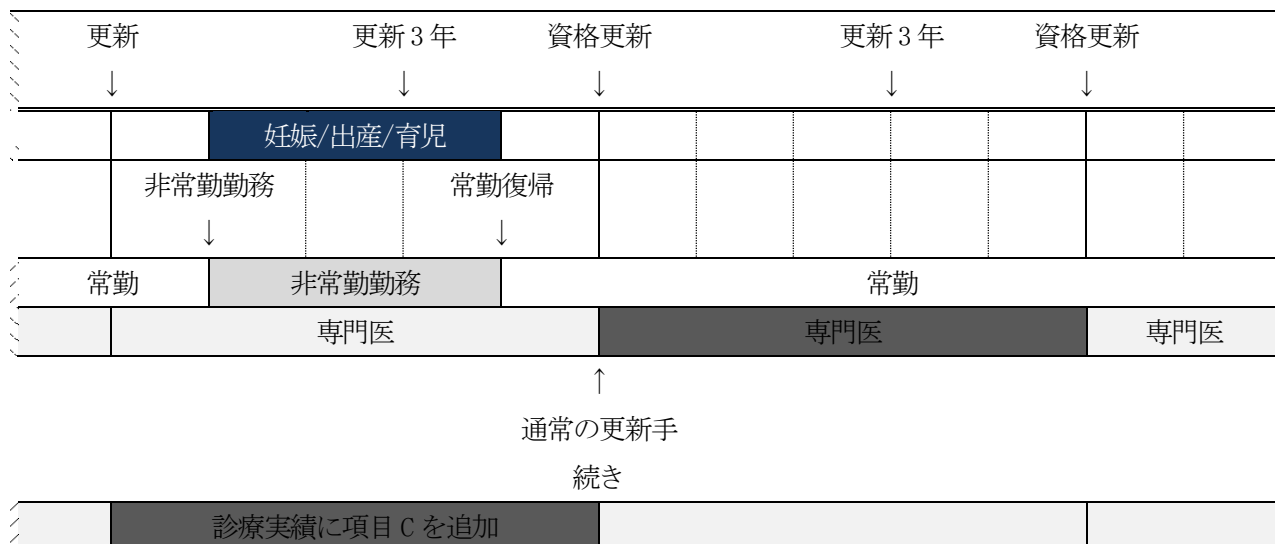 更新 更新3年 資格更新 更新3年 資格更新
↓ ↓ ↓ ↓ ↓
妊娠/出産/育児
非常勤勤務 常勤復帰
↓ ↓
常勤 非常勤勤務 常勤
専門医 専門医 専門医
↑
通常の更新手
続き
診療実績に項目Cを追加